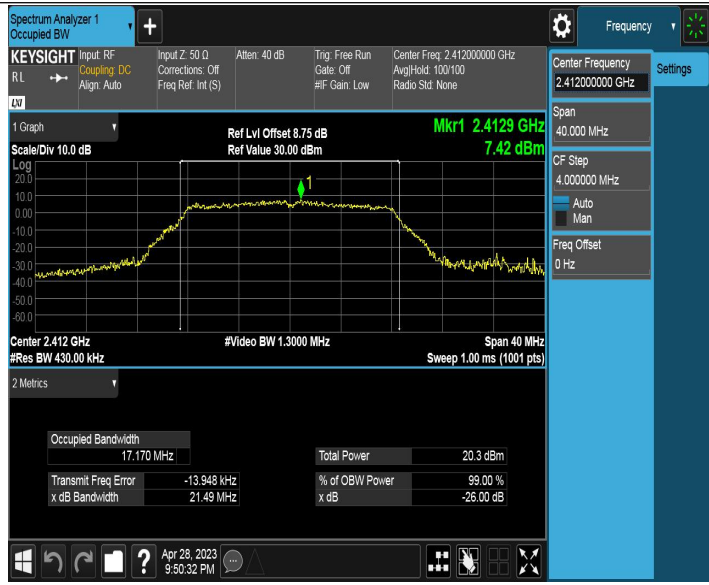 Spectrum Analyzer 1
Occupied BW
+
Frequency
KEYSIGHT
RL
LXI
Input: RF
Coupling: DC
Align: Auto
Input Z: 50 Ω
Corrections: Off
Freq Ref: Int (S)
Atten: 40 dB
Trig: Free Run
Gate: Off
#IF Gain: Low
Center Freq: 2.412000000 GHz
Avg|Hold: 100/100
Radio Std: None
Center Frequency
2.412000000 GHz
Settings
Span
40.000 MHz
CF Step
4.000000 MHz
Auto
Man
Freq Offset
0 Hz
1 Graph
Scale/Div 10.0 dB
Ref Lvl Offset 8.75 dB
Ref Value 30.00 dBm
Mkr1 2.4129 GHz
7.42 dBm
Log
20.0
10.0
0.00
-10.0
-20.0
-30.0
-40.0
-50.0
-60.0
1
Center 2.412 GHz
#Video BW 1.3000 MHz
Span 40 MHz
#Res BW 430.00 kHz
Sweep 1.00 ms (1001 pts)
2 Metrics
Occupied Bandwidth
17.170 MHz
Total Power 20.3 dBm
Transmit Freq Error -13.948 kHz
% of OBW Power 99.00 %
x dB Bandwidth 21.49 MHz
x dB -26.00 dB
?
Apr 28, 2023
9:50:32 PM